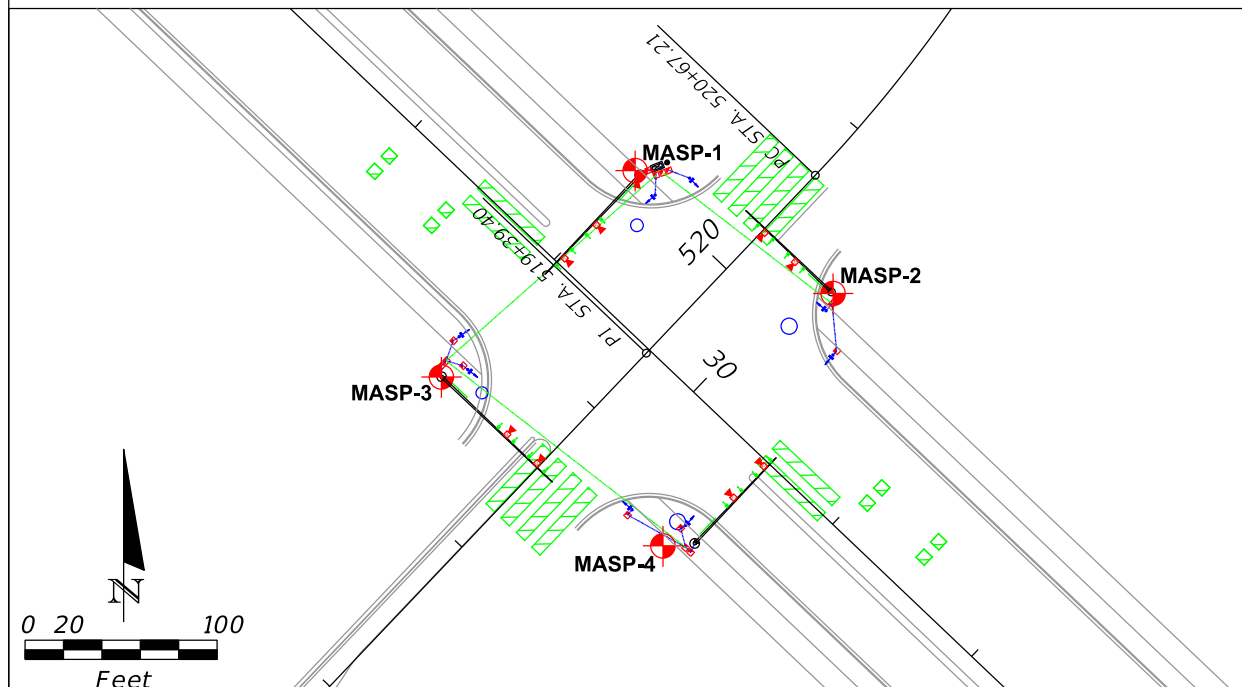 PC STA. 520+67.21
MASP-1
520
MASP-2
PI STA. 519+39.40
30
MASP-3
MASP-4
N
0 20 100
Feet